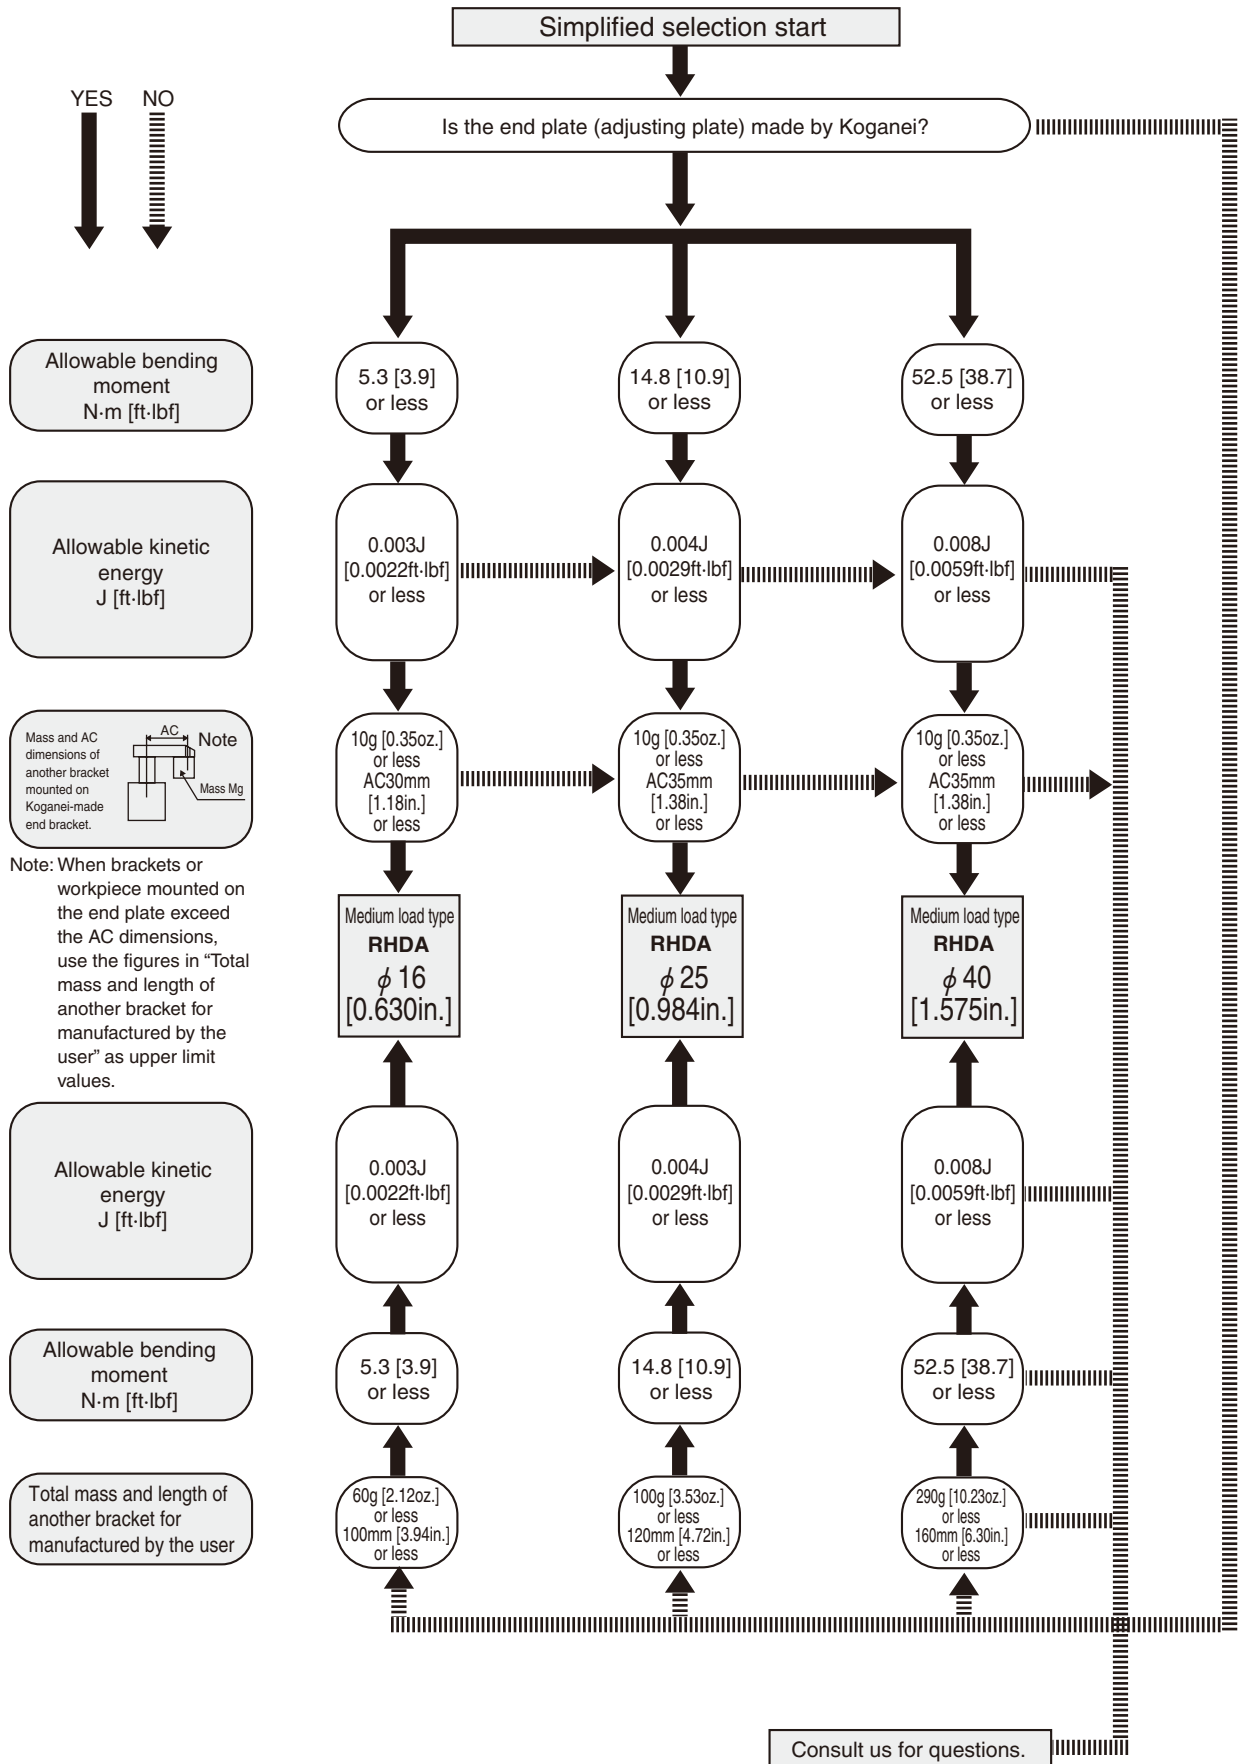 Simplified selection start
YES NO
Is the end plate (adjusting plate) made by Koganei?
Allowable bending
moment
N·m [ft·lbf]
5.3 [3.9]
or less
14.8 [10.9]
or less
52.5 [38.7]
or less
Allowable kinetic
energy
J [ft·lbf]
0.003J
[0.0022ft·lbf]
or less
0.004J
[0.0029ft·lbf]
or less
0.008J
[0.0059ft·lbf]
or less
Mass and AC
dimensions of
another bracket
mounted on
Koganei-made
end bracket.
AC
Note
Mass Mg
10g [0.35oz.]
or less
AC30mm
[1.18in.]
or less
10g [0.35oz.]
or less
AC35mm
[1.38in.]
or less
10g [0.35oz.]
or less
AC35mm
[1.38in.]
or less
Note: When brackets or
workpiece mounted on
the end plate exceed
the AC dimensions,
use the figures in “Total
mass and length of
another bracket for
manufactured by the
user” as upper limit
values.
Medium load type
RHDA
ϕ 16
[0.630in.]
Medium load type
RHDA
ϕ 25
[0.984in.]
Medium load type
RHDA
ϕ 40
[1.575in.]
Allowable kinetic
energy
J [ft·lbf]
0.003J
[0.0022ft·lbf]
or less
0.004J
[0.0029ft·lbf]
or less
0.008J
[0.0059ft·lbf]
or less
Allowable bending
moment
N·m [ft·lbf]
5.3 [3.9]
or less
14.8 [10.9]
or less
52.5 [38.7]
or less
Total mass and length of
another bracket for
manufactured by the user
60g [2.12oz.]
or less
100mm [3.94in.]
or less
100g [3.53oz.]
or less
120mm [4.72in.]
or less
290g [10.23oz.]
or less
160mm [6.30in.]
or less
Consult us for questions.